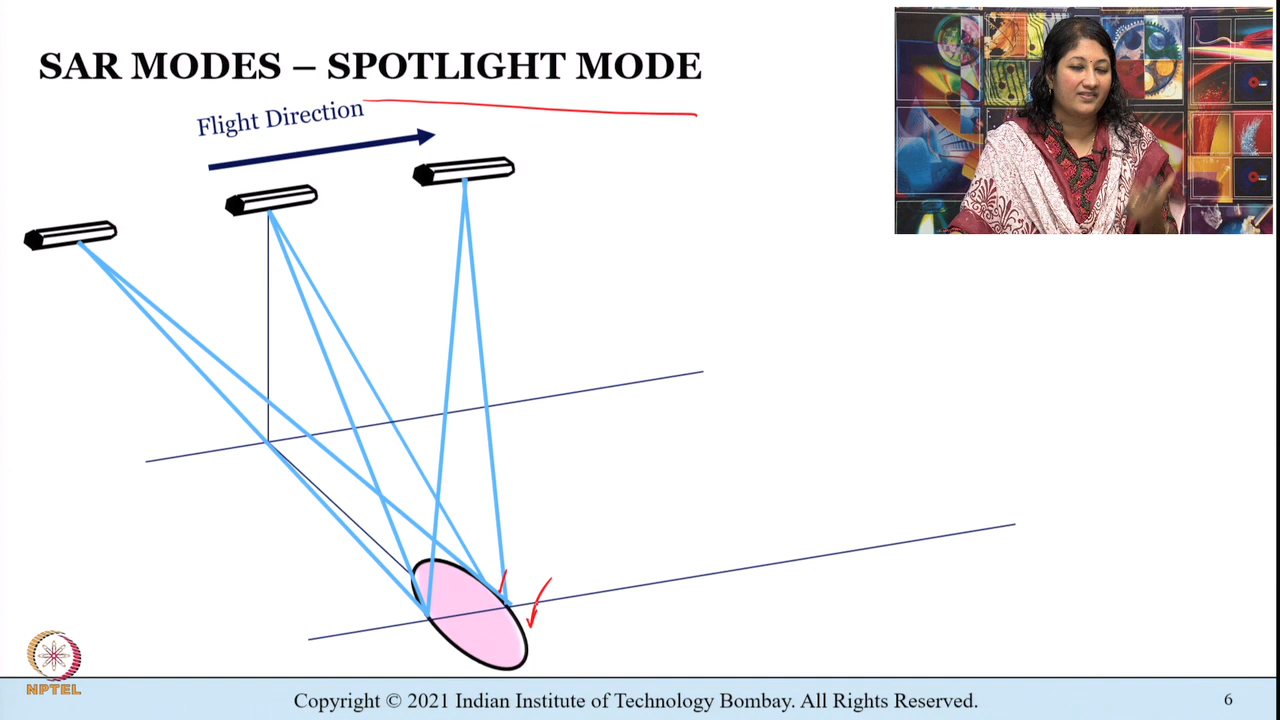 SAR MODES – SPOTLIGHT MODE
Flight Direction
NPTEL
Copyright © 2021 Indian Institute of Technology Bombay. All Rights Reserved.
6